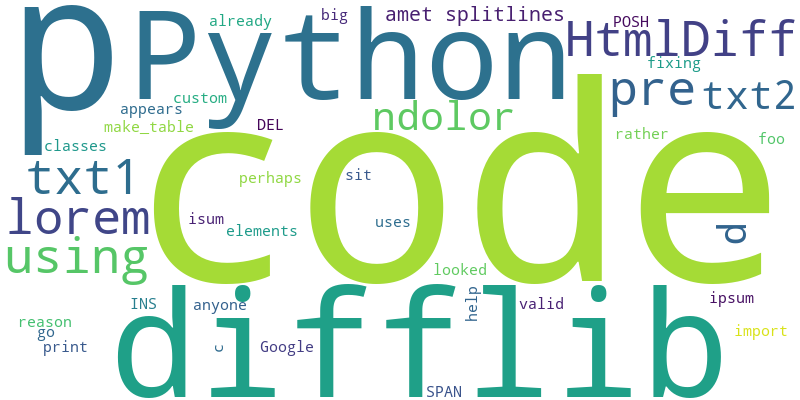 p
Python
already
big
amet splitlines
POSH
HtmlDiff
fixing
pre
txt2
custom
appears
make_table
DEL
ndolor
rather
foo
classes
txt1
code
perhaps
sit
lorem
isum
elements
uses
d
using
looked
INS
anyone
help
valid
ipsum
reason
go
print
difflib
c
Google
import
SPAN